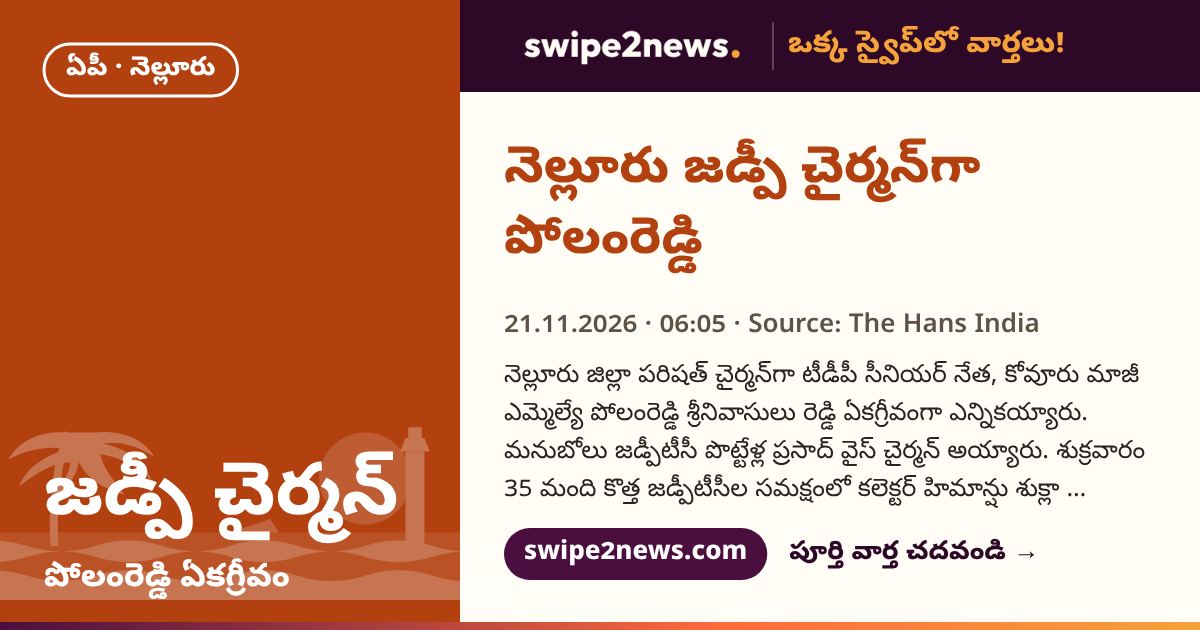 ఏపీ · నెల్లూరు
జడ్పీ చైర్మన్
పోలంరెడ్డి ఏకగ్రీవం
swipe2news. ఒక్క స్వైప్‌లో వార్తలు!
నెల్లూరు జడ్పీ చైర్మన్‌గా
పోలంరెడ్డి
21.11.2026 · 06:05 · Source: The Hans India
నెల్లూరు జిల్లా పరిషత్ చైర్మన్‌గా టీడీపీ సీనియర్ నేత, కోవూరు మాజీ
ఎమ్మెల్యే పోలంరెడ్డి శ్రీనివాసులు రెడ్డి ఏకగ్రీవంగా ఎన్నికయ్యారు.
మనుబోలు జడ్పీటీసీ పొట్టేళ్ల ప్రసాద్ వైస్ చైర్మన్ అయ్యారు. శుక్రవారం
35 మంది కొత్త జడ్పీటీసీల సమక్షంలో కలెక్టర్ హిమాన్షు శుక్లా ...
swipe2news.com పూర్తి వార్త చదవండి →